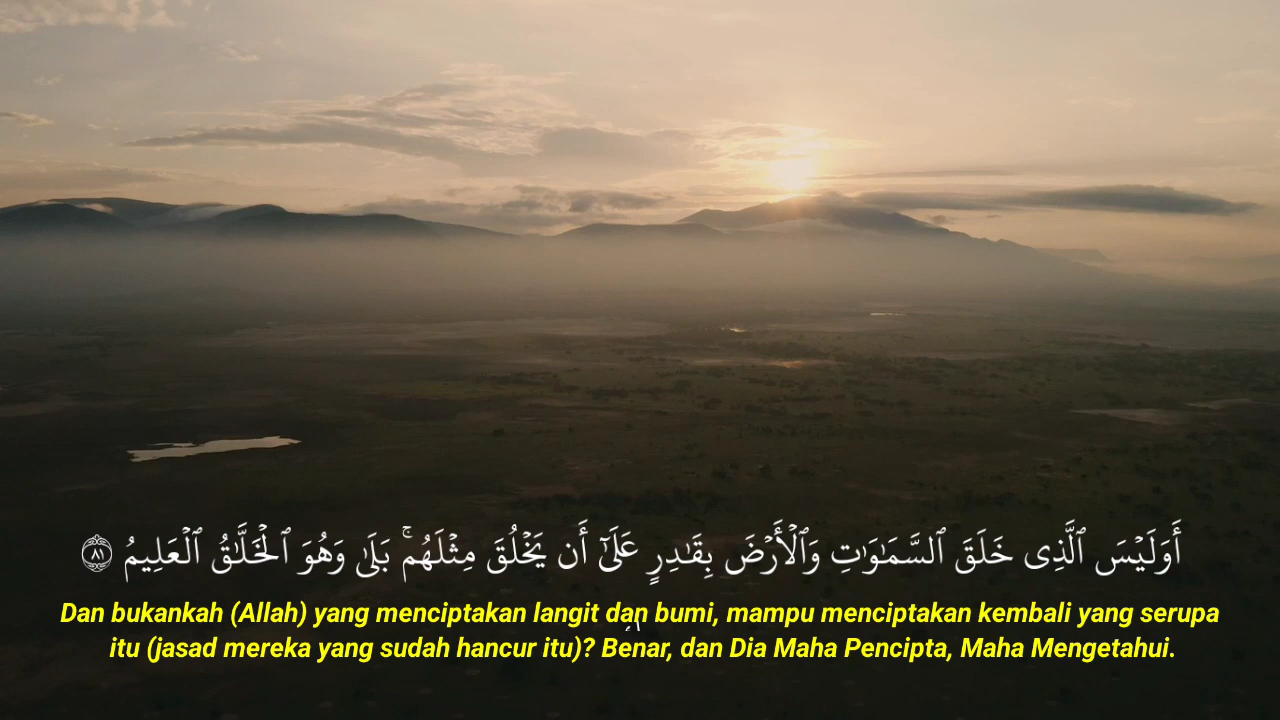 أَوَلَيْسَ ٱلَّذِى خَلَقَ ٱلسَّمَـٰوَٰتِ وَٱلْأَرْضَ بِقَـٰدِرٍ عَلَىٰٓ أَن يَخْلُقَ مِثْلَهُم ۚ بَلَىٰ وَهُوَ ٱلْخَلَّـٰقُ ٱلْعَلِيمُ ٨١
Dan bukankah (Allah) yang menciptakan langit dan bumi, mampu menciptakan kembali yang serupa
itu (jasad mereka yang sudah hancur itu)? Benar, dan Dia Maha Pencipta, Maha Mengetahui.